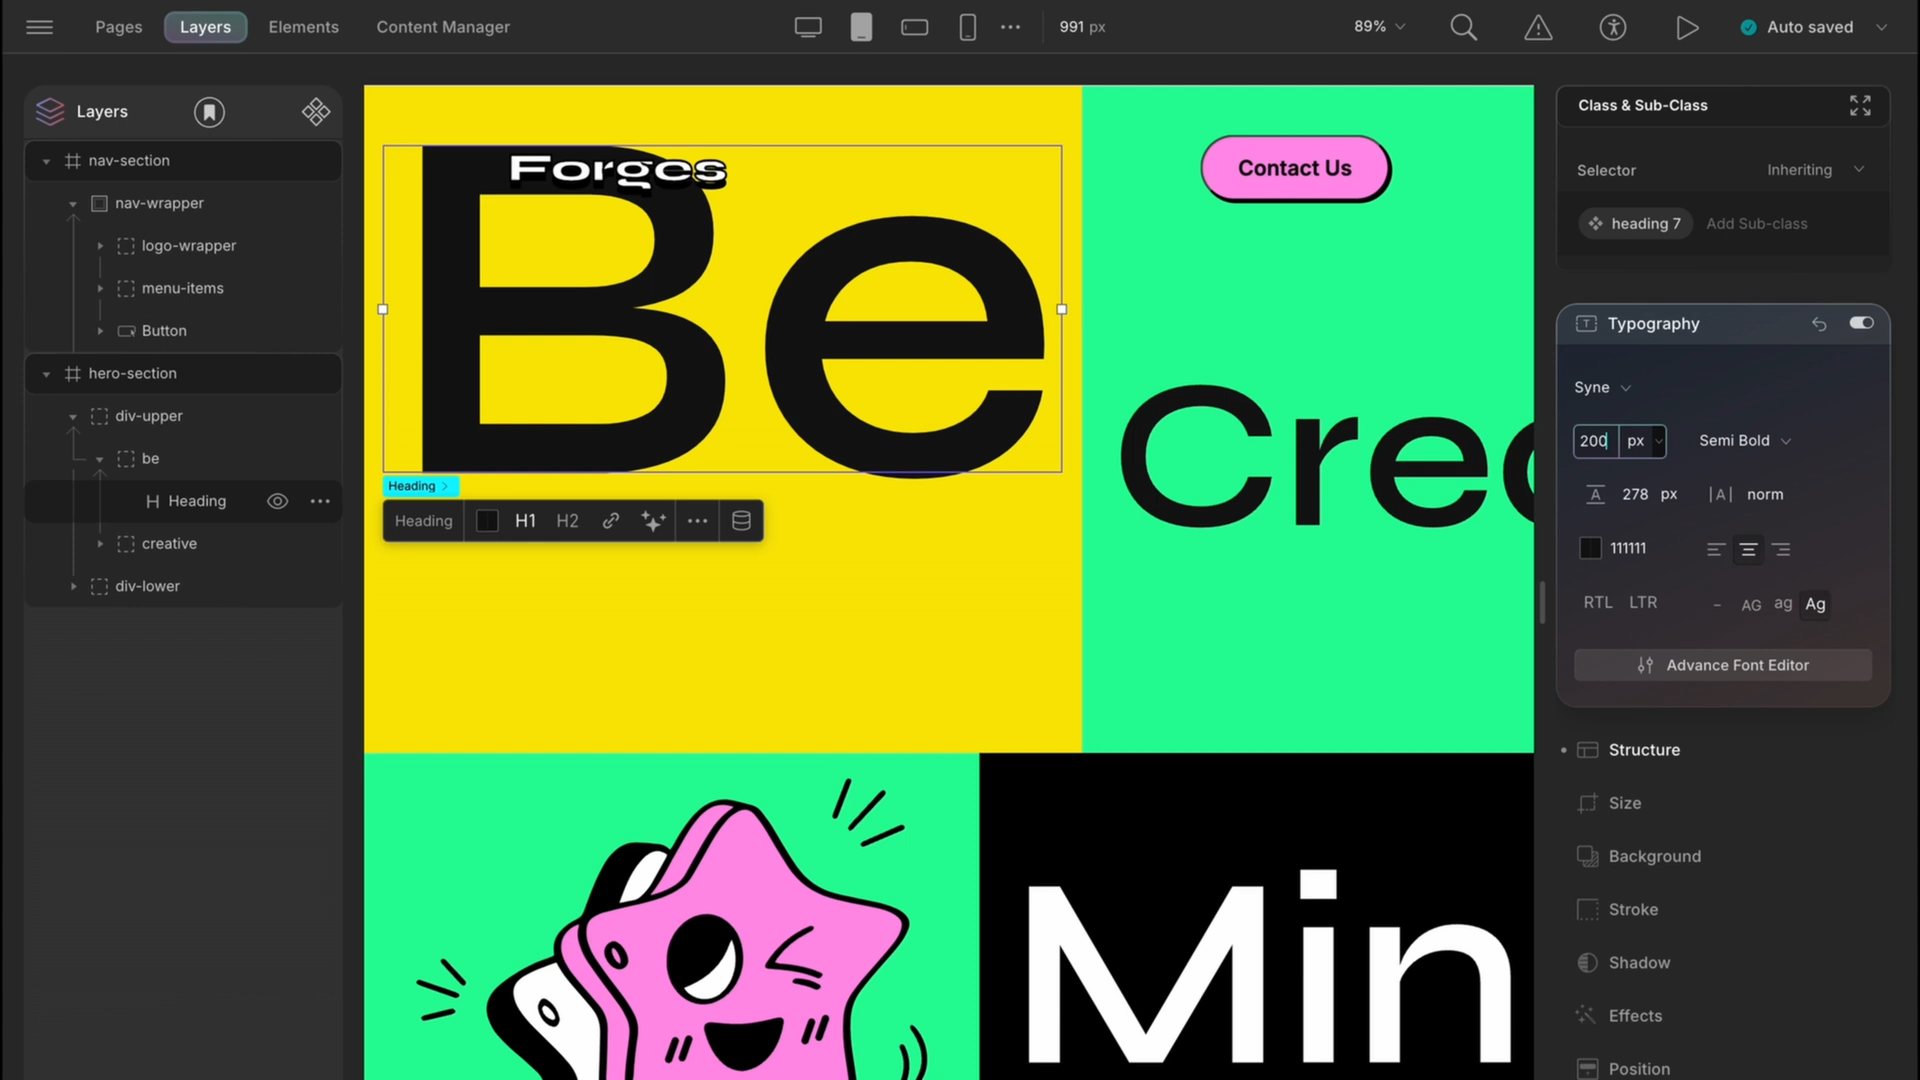 Pages
Layers
Elements
Content Manager
991 px
89%
Auto saved
Layers
nav-section
nav-wrapper
logo-wrapper
menu-items
Button
hero-section
div-upper
be
Heading
creative
div-lower
Forges
Be
Heading
Heading
H1
H2
Contact Us
Crea
Min
Class & Sub-Class
Selector
Inheriting
heading 7
Add Sub-class
Typography
Syne
200 px
Semi Bold
278 px
norm
111111
RTL
LTR
-
AG
ag
Ag
Advance Font Editor
Structure
Size
Background
Stroke
Shadow
Effects
Position